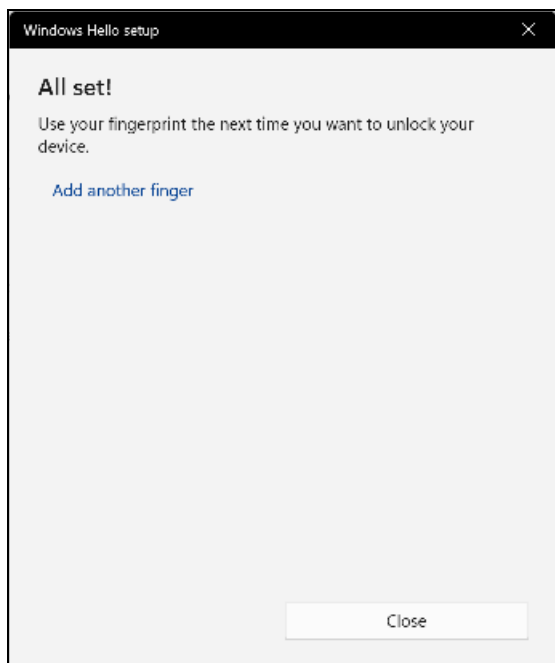 Windows Hello setup
All set!
Use your fingerprint the next time you want to unlock your
device.
Add another finger
Close